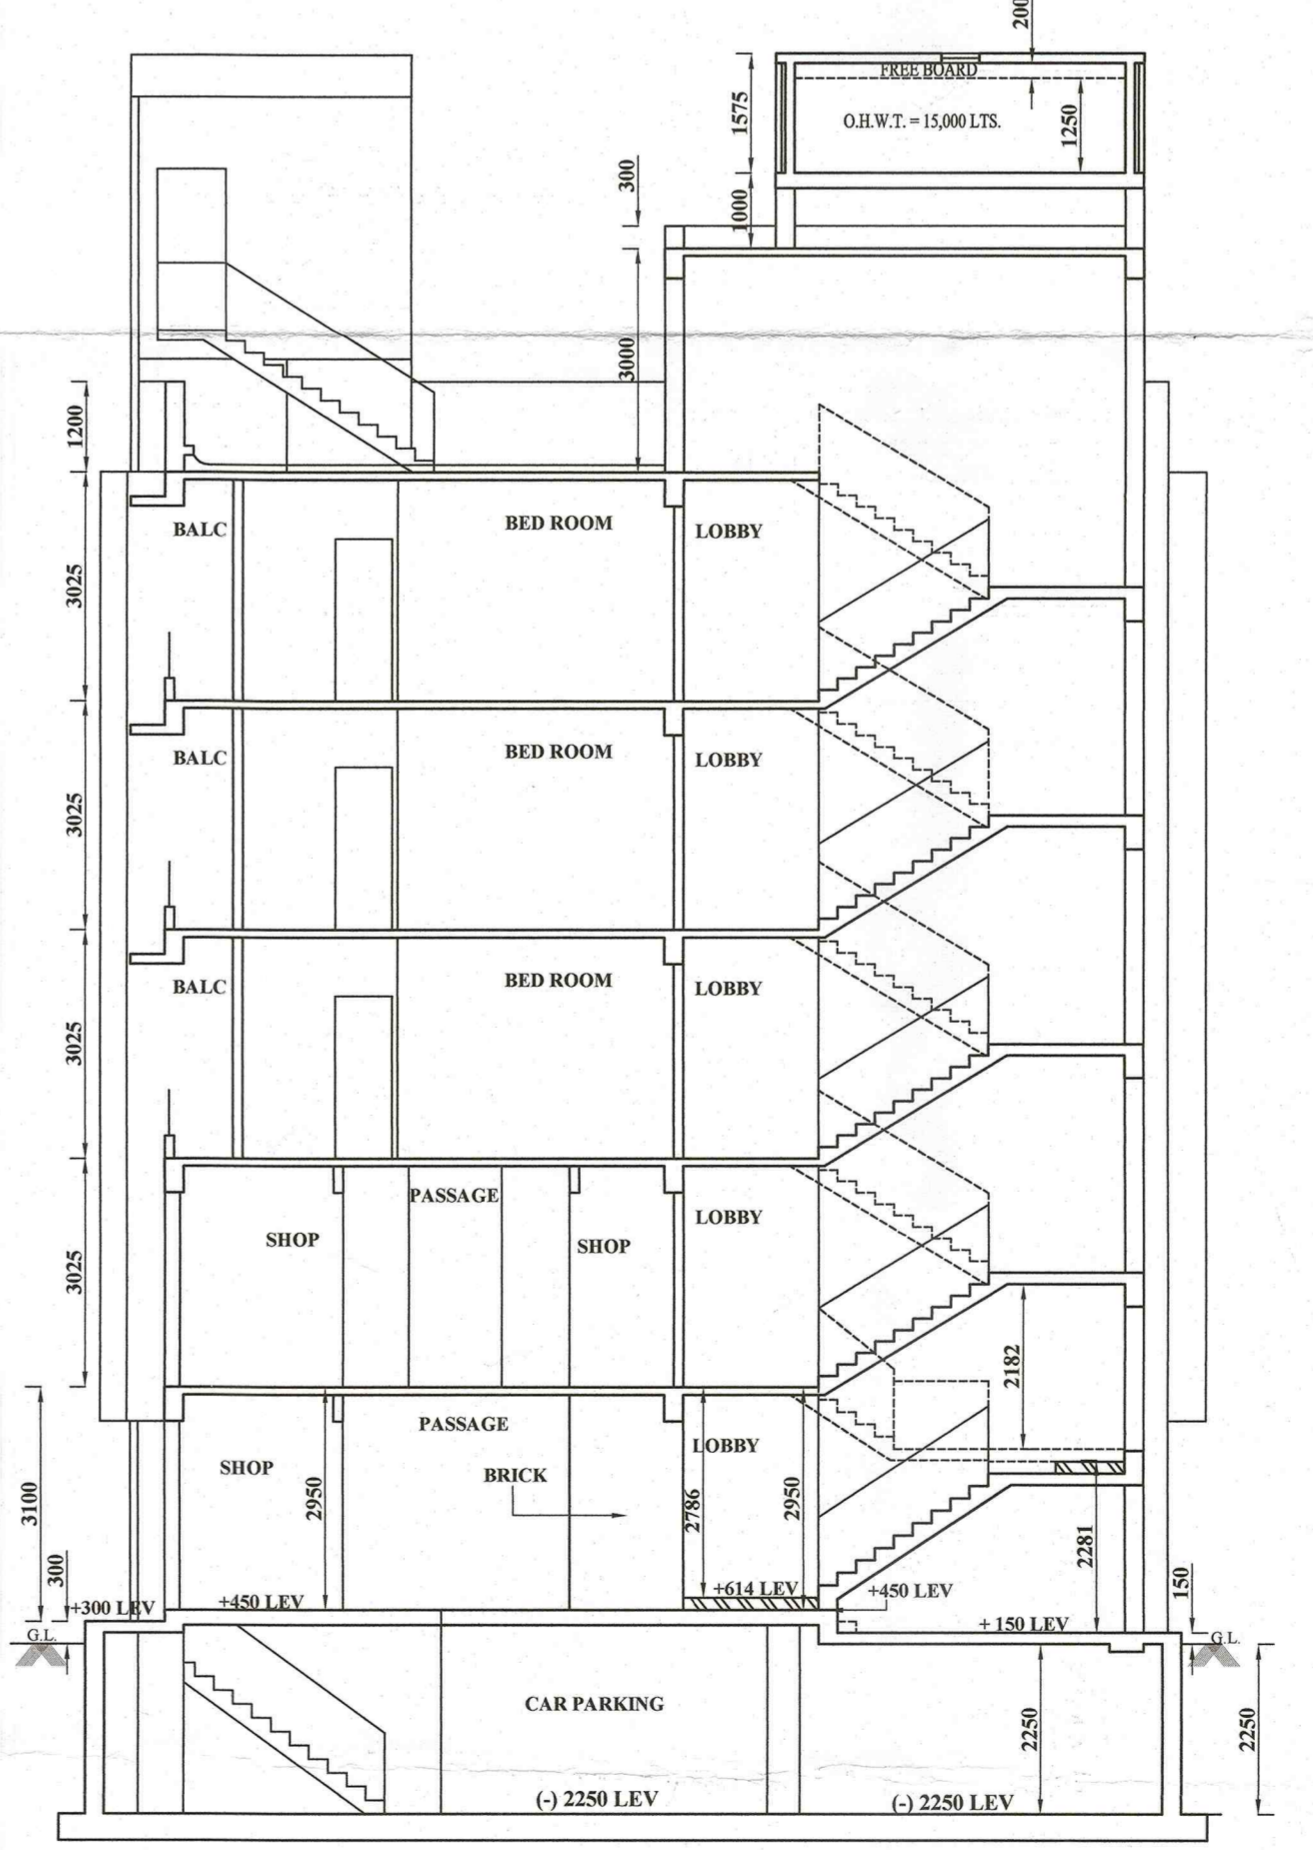 200
FREE BOARD
1575
O.H.W.T. = 15,000 LTS.
1250
300
1000
3000
1200
BALC
BED ROOM
LOBBY
3025
BALC
BED ROOM
LOBBY
3025
BALC
BED ROOM
LOBBY
3025
PASSAGE
SHOP
SHOP
LOBBY
3025
2182
PASSAGE
LOBBY
SHOP
BRICK
3100
2950
2786
2950
2281
300
+614 LEV
+450 LEV
150
+300 LEV
+450 LEV
+ 150 LEV
G.L.
G.L.
CAR PARKING
2250
2250
(-) 2250 LEV
(-) 2250 LEV